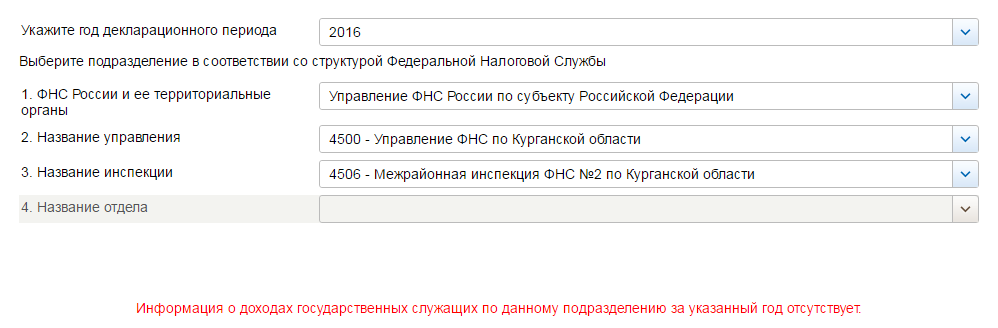 Укажите год декларационного периода
2016
Выберите подразделение в соответствии со структурой Федеральной Налоговой Службы
1. ФНС России и ее территориальные
органы
Управление ФНС России по субъекту Российской Федерации
2. Название управления
4500 - Управление ФНС по Курганской области
3. Название инспекции
4506 - Межрайонная инспекция ФНС №2 по Курганской области
4. Название отдела
Информация о доходах государственных служащих по данному подразделению за указанный год отсутствует.